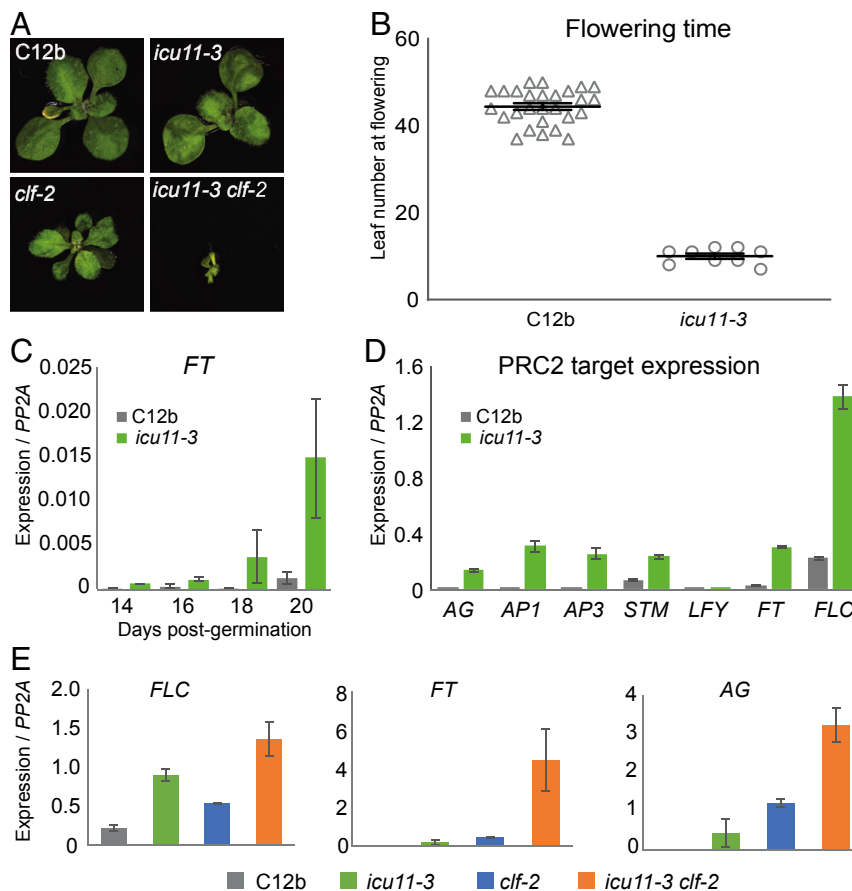 A
C12b
icu11-3
clf-2
icu11-3 clf-2
B
Flowering time
Leaf number at flowering
60
40
20
0
C12b
icu11-3
C
FT
Expression / PP2A
0.025
0.020
0.015
0.010
0.005
0
C12b
icu11-3
14 16 18 20
Days post-germination
D
PRC2 target expression
Expression / PP2A
1.6
1.2
0.8
0.4
0
C12b
icu11-3
AG AP1 AP3 STM LFY FT FLC
E
Expression / PP2A
FLC
2.0
1.5
1.0
0.5
0
FT
8
6
4
2
0
AG
4
3
2
1
0
C12b icu11-3 clf-2 icu11-3 clf-2